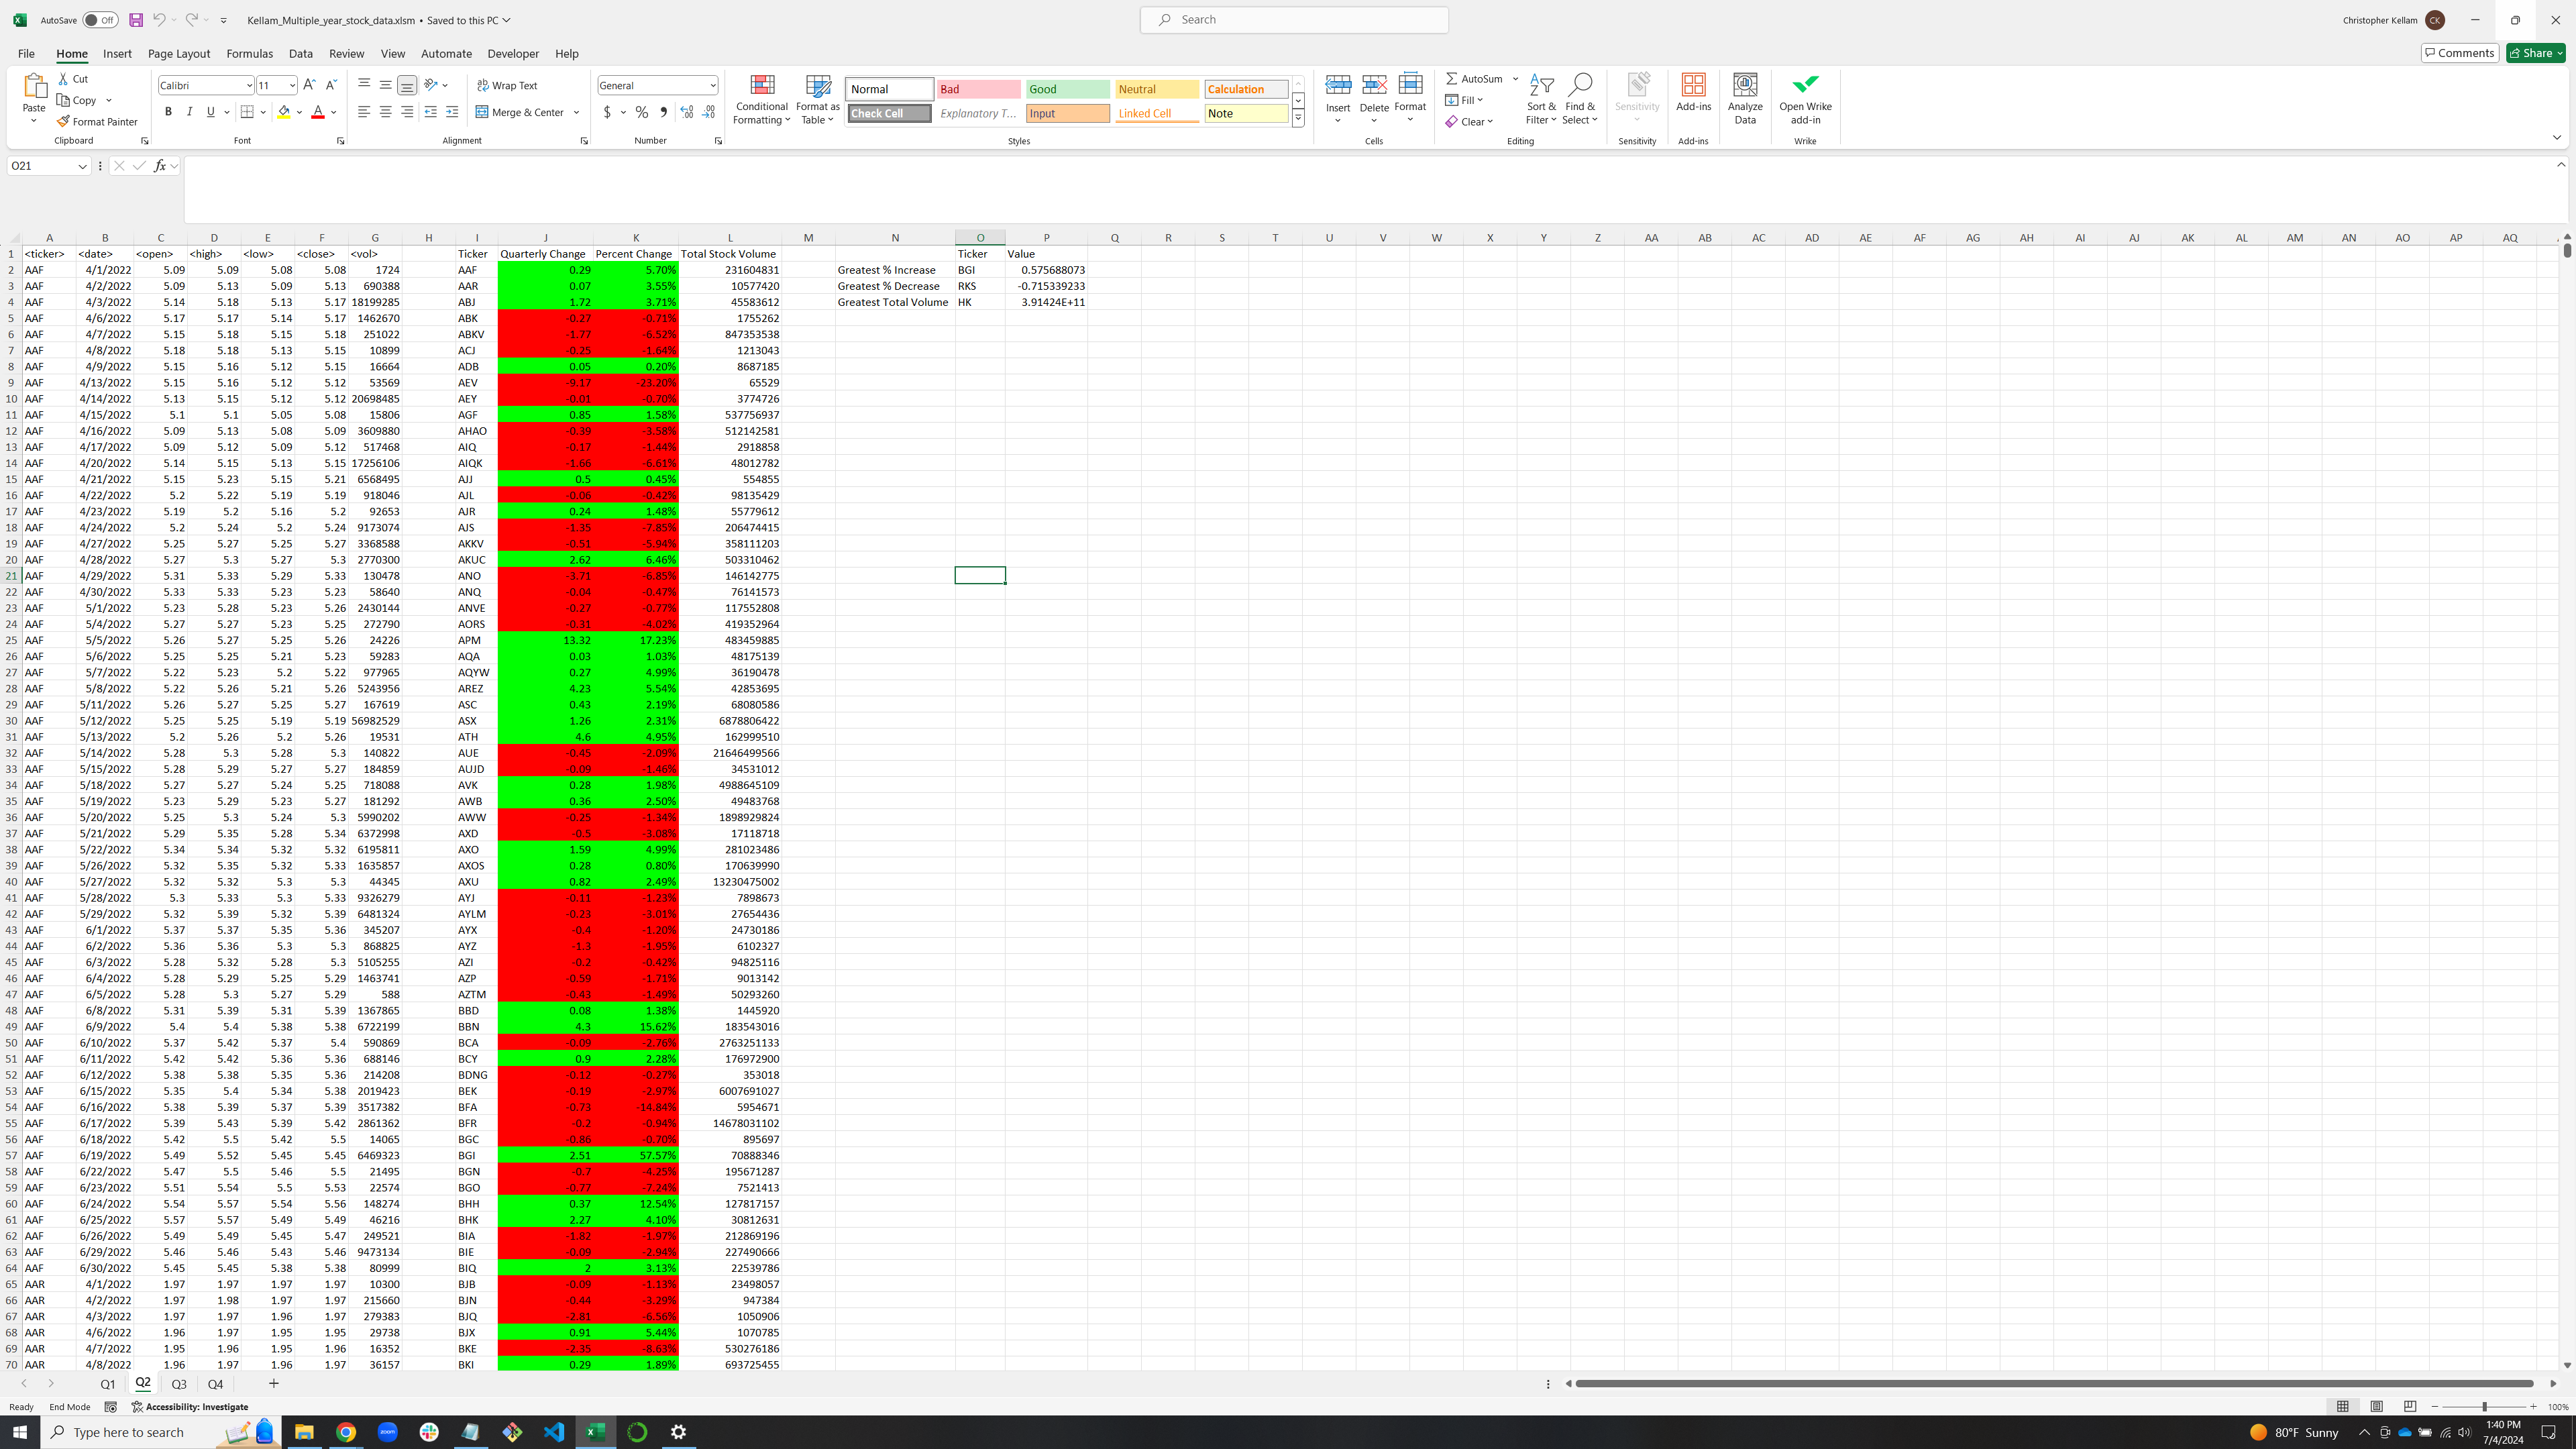 AutoSave Off Kellam_Multiple_year_stock_data.xlsm • Saved to this PC Search Christopher Kellam CK
File Home Insert Page Layout Formulas Data Review View Automate Developer Help Comments Share
Paste Cut Copy Format Painter Clipboard
Calibri 11 B I U Font
Wrap Text Merge & Center Alignment
General $ % Number
Conditional Formatting Format as Table
Normal Bad Good Neutral Calculation
Check Cell Explanatory T... Input Linked Cell Note
Styles
Insert Delete Format Cells
AutoSum Fill Clear Sort & Filter Find & Select Editing
Sensitivity Sensitivity
Add-ins Add-ins
Analyze Data
Open Wrike add-in Wrike
O21 fx
A B C D E F G H I J K L M N O P Q R S T U V W X Y Z AA AB AC AD AE AF AG AH AI AJ AK AL AM AN AO AP AQ
1 <ticker> <date> <open> <high> <low> <close> <vol> Ticker Quarterly Change Percent Change Total Stock Volume Ticker Value
2 AAF 4/1/2022 5.09 5.09 5.08 5.08 1724 AAF 0.29 5.70% 231604831 Greatest % Increase BGI 0.575688073
3 AAF 4/2/2022 5.09 5.13 5.09 5.13 690388 AAR 0.07 3.55% 10577420 Greatest % Decrease RKS -0.715339233
4 AAF 4/3/2022 5.14 5.18 5.13 5.17 18199285 ABJ 1.72 3.71% 45583612 Greatest Total Volume HK 3.91424E+11
5 AAF 4/6/2022 5.17 5.17 5.14 5.17 1462670 ABK -0.27 -0.71% 1755262
6 AAF 4/7/2022 5.15 5.18 5.15 5.18 251022 ABKV -1.77 -6.52% 847353538
7 AAF 4/8/2022 5.18 5.18 5.13 5.15 10899 ACJ -0.25 -1.64% 1213043
8 AAF 4/9/2022 5.15 5.16 5.12 5.15 16664 ADB 0.05 0.20% 8687185
9 AAF 4/13/2022 5.15 5.16 5.12 5.12 53569 AEV -9.17 -23.20% 65529
10 AAF 4/14/2022 5.13 5.15 5.12 5.12 20698485 AEY -0.01 -0.70% 3774726
11 AAF 4/15/2022 5.1 5.1 5.05 5.08 15806 AGF 0.85 1.58% 537756937
12 AAF 4/16/2022 5.09 5.13 5.08 5.09 3609880 AHAO -0.39 -3.58% 512142581
13 AAF 4/17/2022 5.09 5.12 5.09 5.12 517468 AIQ -0.17 -1.44% 2918858
14 AAF 4/20/2022 5.14 5.15 5.13 5.15 17256106 AIQK -1.66 -6.61% 48012782
15 AAF 4/21/2022 5.15 5.23 5.15 5.21 6568495 AJJ 0.5 0.45% 554855
16 AAF 4/22/2022 5.2 5.22 5.19 5.19 918046 AJL -0.06 -0.42% 98135429
17 AAF 4/23/2022 5.19 5.2 5.16 5.2 92653 AJR 0.24 1.48% 55779612
18 AAF 4/24/2022 5.2 5.24 5.2 5.24 9173074 AJS -1.35 -7.85% 206474415
19 AAF 4/27/2022 5.25 5.27 5.25 5.27 3368588 AKKV -0.51 -5.94% 358111203
20 AAF 4/28/2022 5.27 5.3 5.27 5.3 2770300 AKUC 2.62 6.46% 503310462
21 AAF 4/29/2022 5.31 5.33 5.29 5.33 130478 ANO -3.71 -6.85% 146142775
22 AAF 4/30/2022 5.33 5.33 5.23 5.23 58640 ANQ -0.04 -0.47% 76141573
23 AAF 5/1/2022 5.23 5.28 5.23 5.26 2430144 ANVE -0.27 -0.77% 117552808
24 AAF 5/4/2022 5.27 5.27 5.23 5.25 272790 AORS -0.31 -4.02% 419352964
25 AAF 5/5/2022 5.26 5.27 5.25 5.26 24226 APM 13.32 17.23% 483459885
26 AAF 5/6/2022 5.25 5.25 5.21 5.23 59283 AQA 0.03 1.03% 48175139
27 AAF 5/7/2022 5.22 5.23 5.2 5.22 977965 AQYW 0.27 4.99% 36190478
28 AAF 5/8/2022 5.22 5.26 5.21 5.26 5243956 AREZ 4.23 5.54% 42853695
29 AAF 5/11/2022 5.26 5.27 5.25 5.27 167619 ASC 0.43 2.19% 68080586
30 AAF 5/12/2022 5.25 5.25 5.19 5.19 56982529 ASX 1.26 2.31% 6878806422
31 AAF 5/13/2022 5.2 5.26 5.2 5.26 19531 ATH 4.6 4.95% 162999510
32 AAF 5/14/2022 5.28 5.3 5.28 5.3 140822 AUE -0.45 -2.09% 21646499566
33 AAF 5/15/2022 5.28 5.29 5.27 5.27 184859 AUJD -0.09 -1.46% 34531012
34 AAF 5/18/2022 5.27 5.27 5.24 5.25 718088 AVK 0.28 1.98% 4988645109
35 AAF 5/19/2022 5.23 5.29 5.23 5.27 181292 AWB 0.36 2.50% 49483768
36 AAF 5/20/2022 5.25 5.3 5.24 5.3 5990202 AWW -0.25 -1.34% 1898929824
37 AAF 5/21/2022 5.29 5.35 5.28 5.34 6372998 AXD -0.5 -3.08% 17118718
38 AAF 5/22/2022 5.34 5.34 5.32 5.32 6195811 AXO 1.59 4.99% 281023486
39 AAF 5/26/2022 5.32 5.35 5.32 5.33 1635857 AXOS 0.28 0.80% 170639990
40 AAF 5/27/2022 5.32 5.32 5.3 5.3 44345 AXU 0.82 2.49% 13230475002
41 AAF 5/28/2022 5.3 5.33 5.3 5.33 9326279 AYJ -0.11 -1.23% 7898673
42 AAF 5/29/2022 5.32 5.39 5.32 5.39 6481324 AYLM -0.23 -3.01% 27654436
43 AAF 6/1/2022 5.37 5.37 5.35 5.36 345207 AYX -0.4 -1.20% 24730186
44 AAF 6/2/2022 5.36 5.36 5.3 5.3 868825 AYZ -1.3 -1.95% 6102327
45 AAF 6/3/2022 5.28 5.32 5.28 5.3 5105255 AZI -0.2 -0.42% 94825116
46 AAF 6/4/2022 5.28 5.29 5.25 5.29 1463741 AZP -0.59 -1.71% 9013142
47 AAF 6/5/2022 5.28 5.3 5.27 5.29 588 AZTM -0.43 -1.49% 50293260
48 AAF 6/8/2022 5.31 5.39 5.31 5.39 1367865 BBD 0.08 1.38% 1445920
49 AAF 6/9/2022 5.4 5.4 5.38 5.38 6722199 BBN 4.3 15.62% 183543016
50 AAF 6/10/2022 5.37 5.42 5.37 5.4 590869 BCA -0.09 -2.76% 2763251133
51 AAF 6/11/2022 5.42 5.42 5.36 5.36 688146 BCY 0.9 2.28% 176972900
52 AAF 6/12/2022 5.38 5.38 5.35 5.36 214208 BDNG -0.12 -0.27% 353018
53 AAF 6/15/2022 5.35 5.4 5.34 5.38 2019423 BEK -0.19 -2.97% 6007691027
54 AAF 6/16/2022 5.38 5.39 5.37 5.39 3517382 BFA -0.73 -14.84% 5954671
55 AAF 6/17/2022 5.39 5.43 5.39 5.42 2861362 BFR -0.2 -0.94% 14678031102
56 AAF 6/18/2022 5.42 5.5 5.42 5.5 14065 BGC -0.86 -0.70% 895697
57 AAF 6/19/2022 5.49 5.52 5.45 5.45 6469323 BGI 2.51 57.57% 70888346
58 AAF 6/22/2022 5.47 5.5 5.46 5.5 21495 BGN -0.7 -4.25% 195671287
59 AAF 6/23/2022 5.51 5.54 5.5 5.53 22574 BGO -0.77 -7.24% 7521413
60 AAF 6/24/2022 5.54 5.57 5.54 5.56 148274 BHH 0.37 12.54% 127817157
61 AAF 6/25/2022 5.57 5.57 5.49 5.49 46216 BHK 2.27 4.10% 30812631
62 AAF 6/26/2022 5.49 5.49 5.45 5.47 249521 BIA -1.82 -1.97% 212869196
63 AAF 6/29/2022 5.46 5.46 5.43 5.46 9473134 BIE -0.09 -2.94% 227490666
64 AAF 6/30/2022 5.45 5.45 5.38 5.38 80999 BIQ 2 3.13% 22539786
65 AAR 4/1/2022 1.97 1.97 1.97 1.97 10300 BJB -0.09 -1.13% 23498057
66 AAR 4/2/2022 1.97 1.98 1.97 1.97 215660 BJN -0.44 -3.29% 947384
67 AAR 4/3/2022 1.97 1.97 1.96 1.97 279383 BJQ -2.81 -6.56% 1050906
68 AAR 4/6/2022 1.96 1.97 1.95 1.95 29738 BJX 0.91 5.44% 1070785
69 AAR 4/7/2022 1.95 1.96 1.95 1.96 16352 BKE -2.35 -8.63% 530276186
70 AAR 4/8/2022 1.96 1.97 1.96 1.97 36157 BKI 0.29 1.89% 693725455
Q1 Q2 Q3 Q4 +
Ready End Mode Accessibility: Investigate 100%
Type here to search zoom 80°F Sunny 1:40 PM
7/4/2024